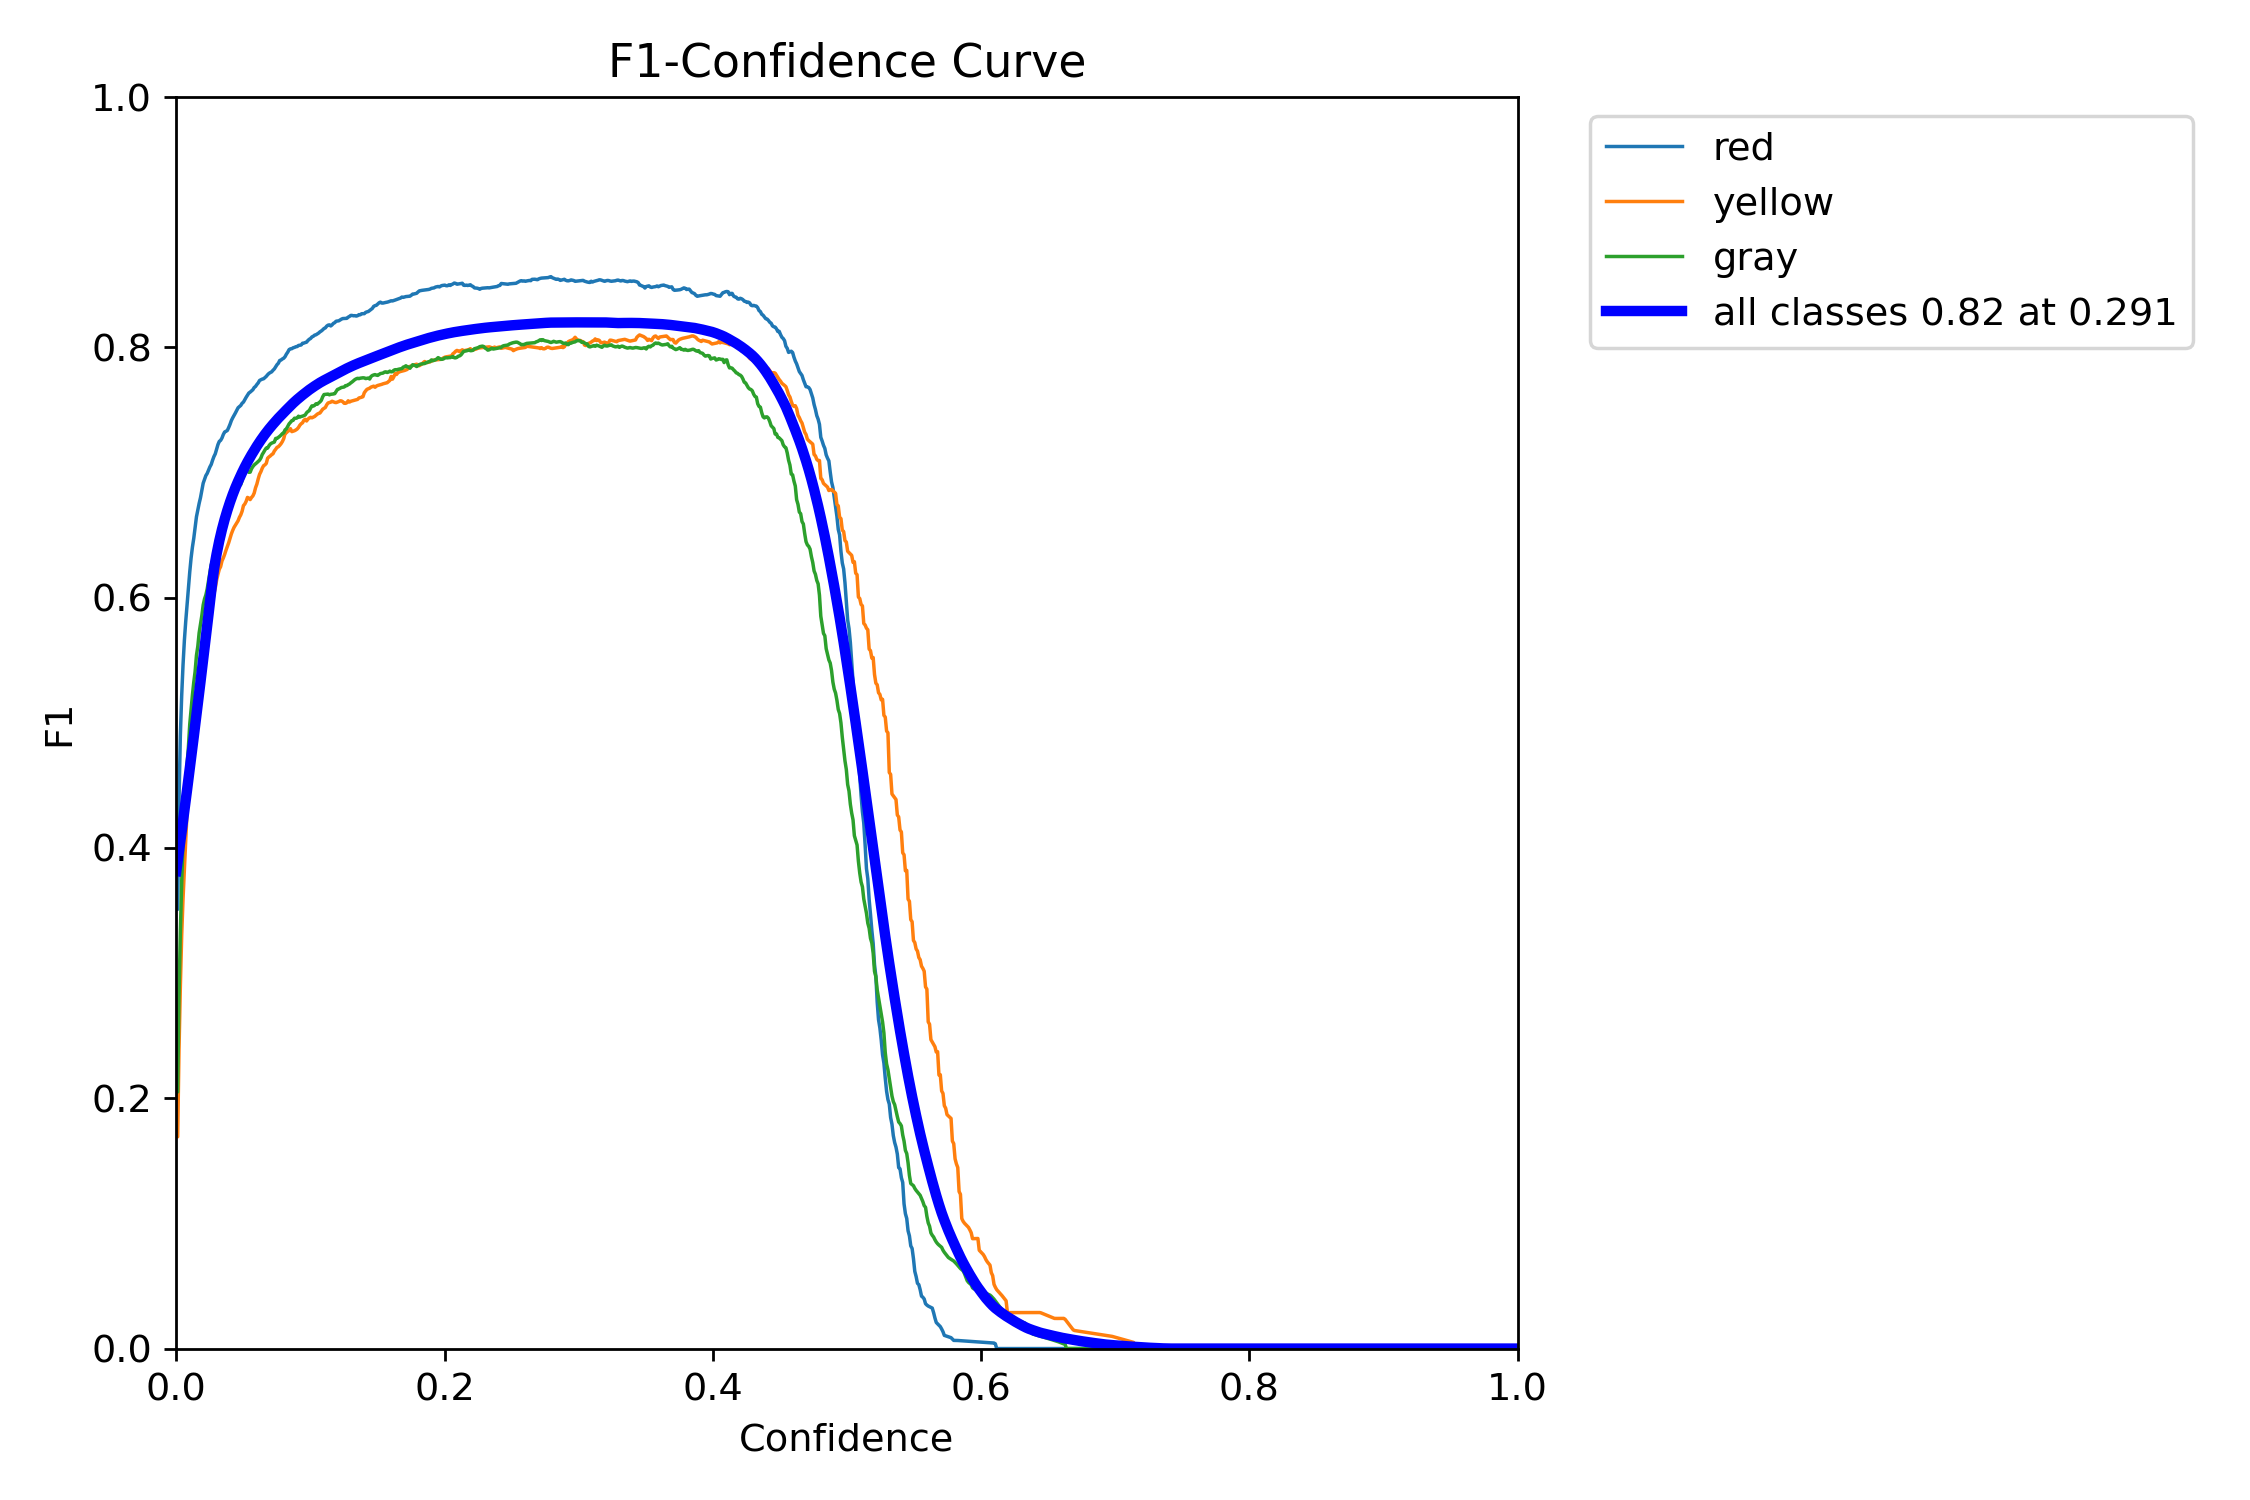 F1-Confidence Curve
1.0
0.8
0.6
0.4
0.2
0.0
F1
0.0 0.2 0.4 0.6 0.8 1.0
Confidence
red
yellow
gray
all classes 0.82 at 0.291